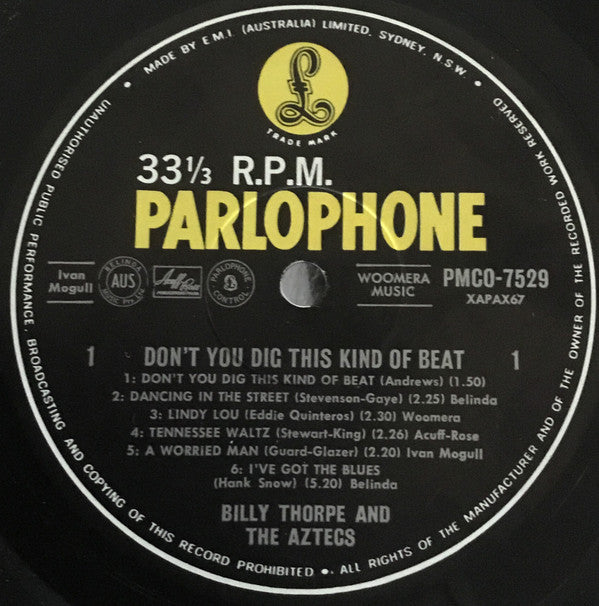 MADE BY E.M.I. (AUSTRALIA) LIMITED. SYDNEY, N.S.W.
£
TRADE MARK
33⅓ R.P.M.
PARLOPHONE
Ivan Mogull
BELINDA AUS MUSIC PTY. LTD.
Acuff-Rose
PARLOPHONE CONTROL
WOOMERA MUSIC
PMCO-7529
XAPAX67
1 DON'T YOU DIG THIS KIND OF BEAT 1
1: DON'T YOU DIG THIS KIND OF BEAT (Andrews) (1.50)
2: DANCING IN THE STREET (Stevenson-Gaye) (2.25) Belinda
3: LINDY LOU (Eddie Quinteros) (2.30) Woomera
4: TENNESSEE WALTZ (Stewart-King) (2.26) Acuff-Rose
5: A WORRIED MAN (Guard-Glazer) (2.20) Ivan Mogull
6: I'VE GOT THE BLUES
(Hank Snow) (5.20) Belinda
BILLY THORPE AND
THE AZTECS
UNAUTHORISED PUBLIC PERFORMANCE, BROADCASTING AND COPYING OF THIS RECORD PROHIBITED • ALL RIGHTS OF THE MANUFACTURER AND OF THE OWNER OF THE RECORDED WORK RESERVED